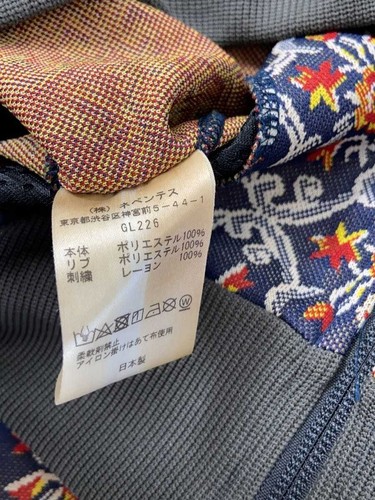 (株) ネペンテス
東京都渋谷区神宮前5-44-1
GL226
本体 ポリエステル100%
リブ ポリエステル100%
刺繍 レーヨン 100%
柔軟剤禁止
アイロン掛けはあて布使用
日本製